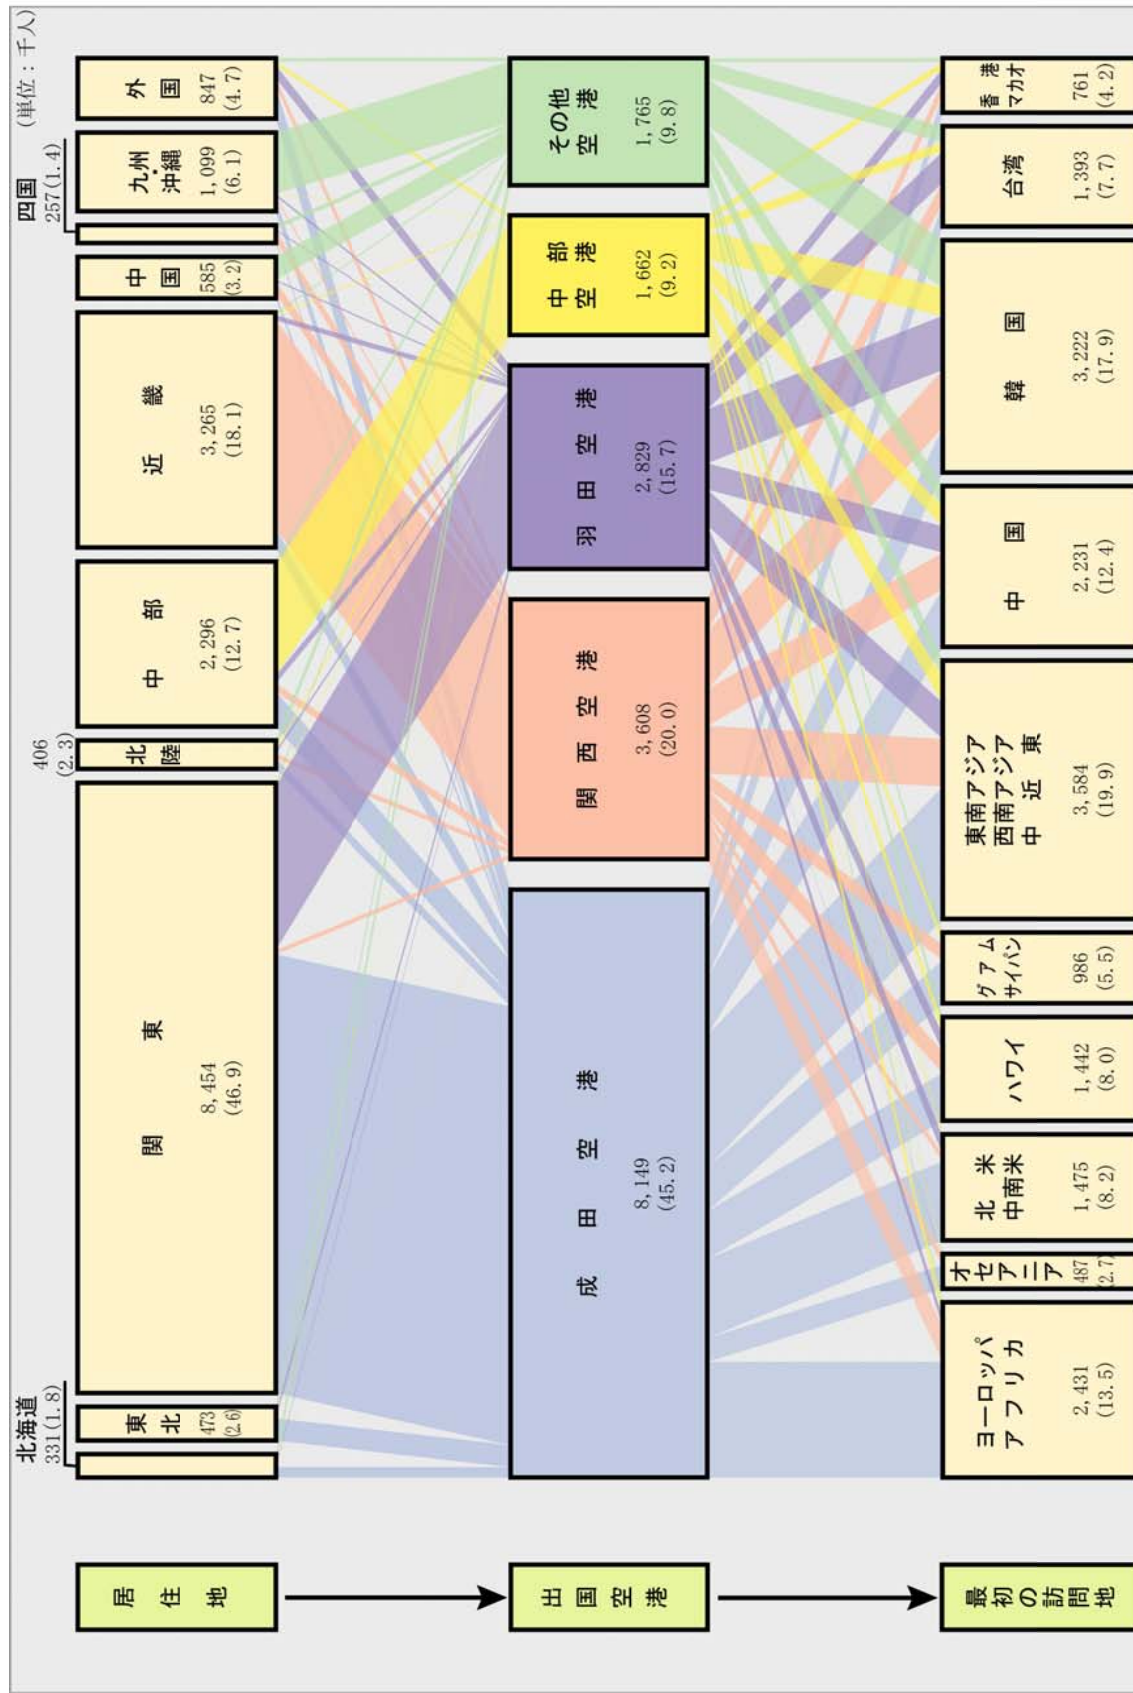 (単位：千人)
居住地
北海道
331(1.8)
東北
473
(2.6)
関東
8,454
(46.9)
北陸
406
(2.3)
中部
2,296
(12.7)
近畿
3,265
(18.1)
中国
585
(3.2)
四国
257(1.4)
九州・
沖縄
1,099
(6.1)
外国
847
(4.7)
出国空港
成田空港
8,149
(45.2)
関西空港
3,608
(20.0)
羽田空港
2,829
(15.7)
中部
空港
1,662
(9.2)
その他
空港
1,765
(9.8)
最初の訪問地
ヨーロッパ
アフリカ
2,431
(13.5)
オセアニア
487
(2.7)
北米
中南米
1,475
(8.2)
ハワイ
1,442
(8.0)
グアム
サイパン
986
(5.5)
東南アジア
西南アジア
中近東
3,584
(19.9)
中国
2,231
(12.4)
韓国
3,222
(17.9)
台湾
1,393
(7.7)
香港
マカオ
761
(4.2)